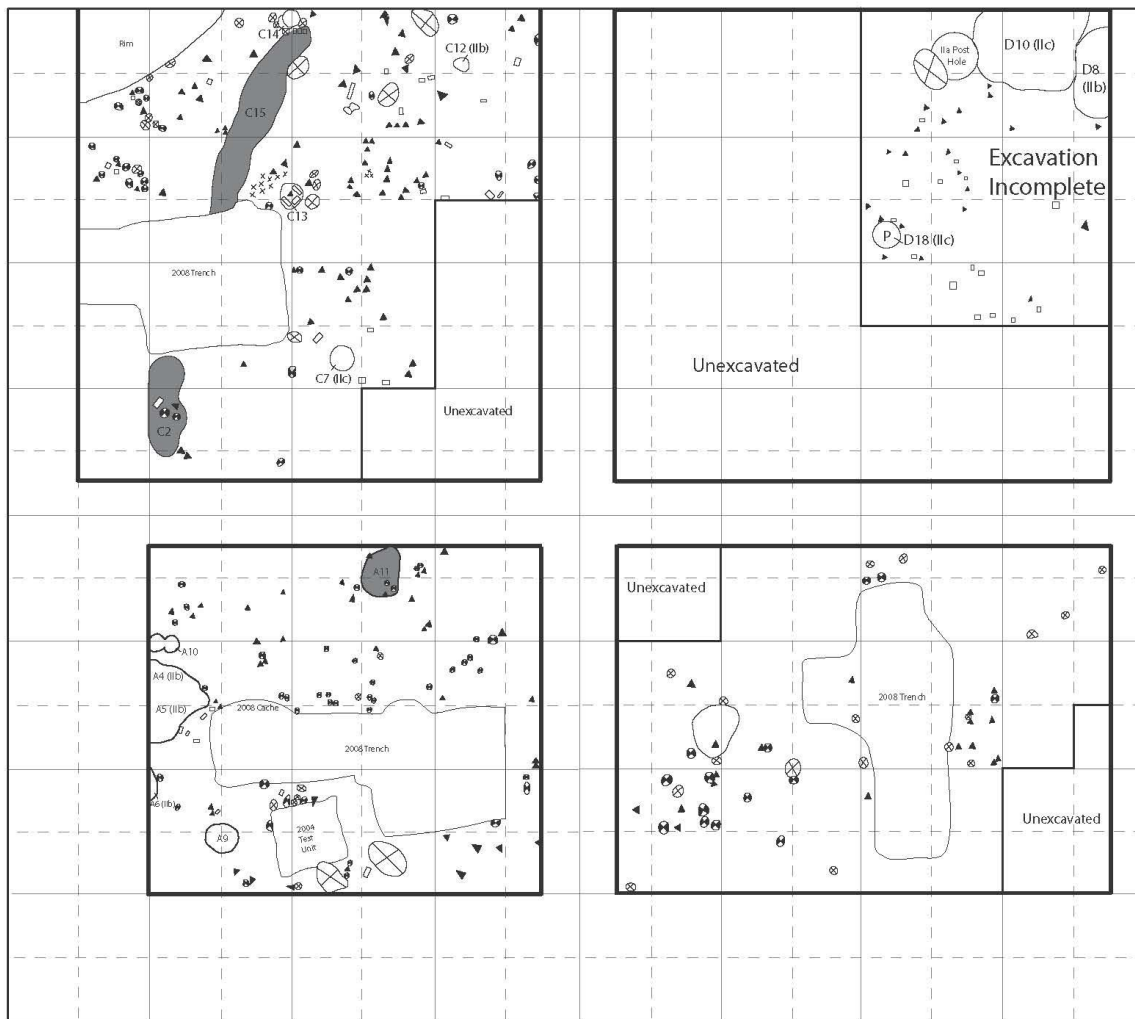 Rim
C14
C12 (IIb)
C15
C13
2008 Trench
C7 (IIc)
Unexcavated
C2
IIa Post
Hole
D10 (IIc)
D8
(IIb)
Excavation
Incomplete
P
D18 (IIc)
Unexcavated
A11
A10
A4 (IIb)
A5 (IIb)
2008 Cache
2008 Trench
A6 (IIb)
A9
2004
Test
Unit
Unexcavated
2008 Trench
Unexcavated